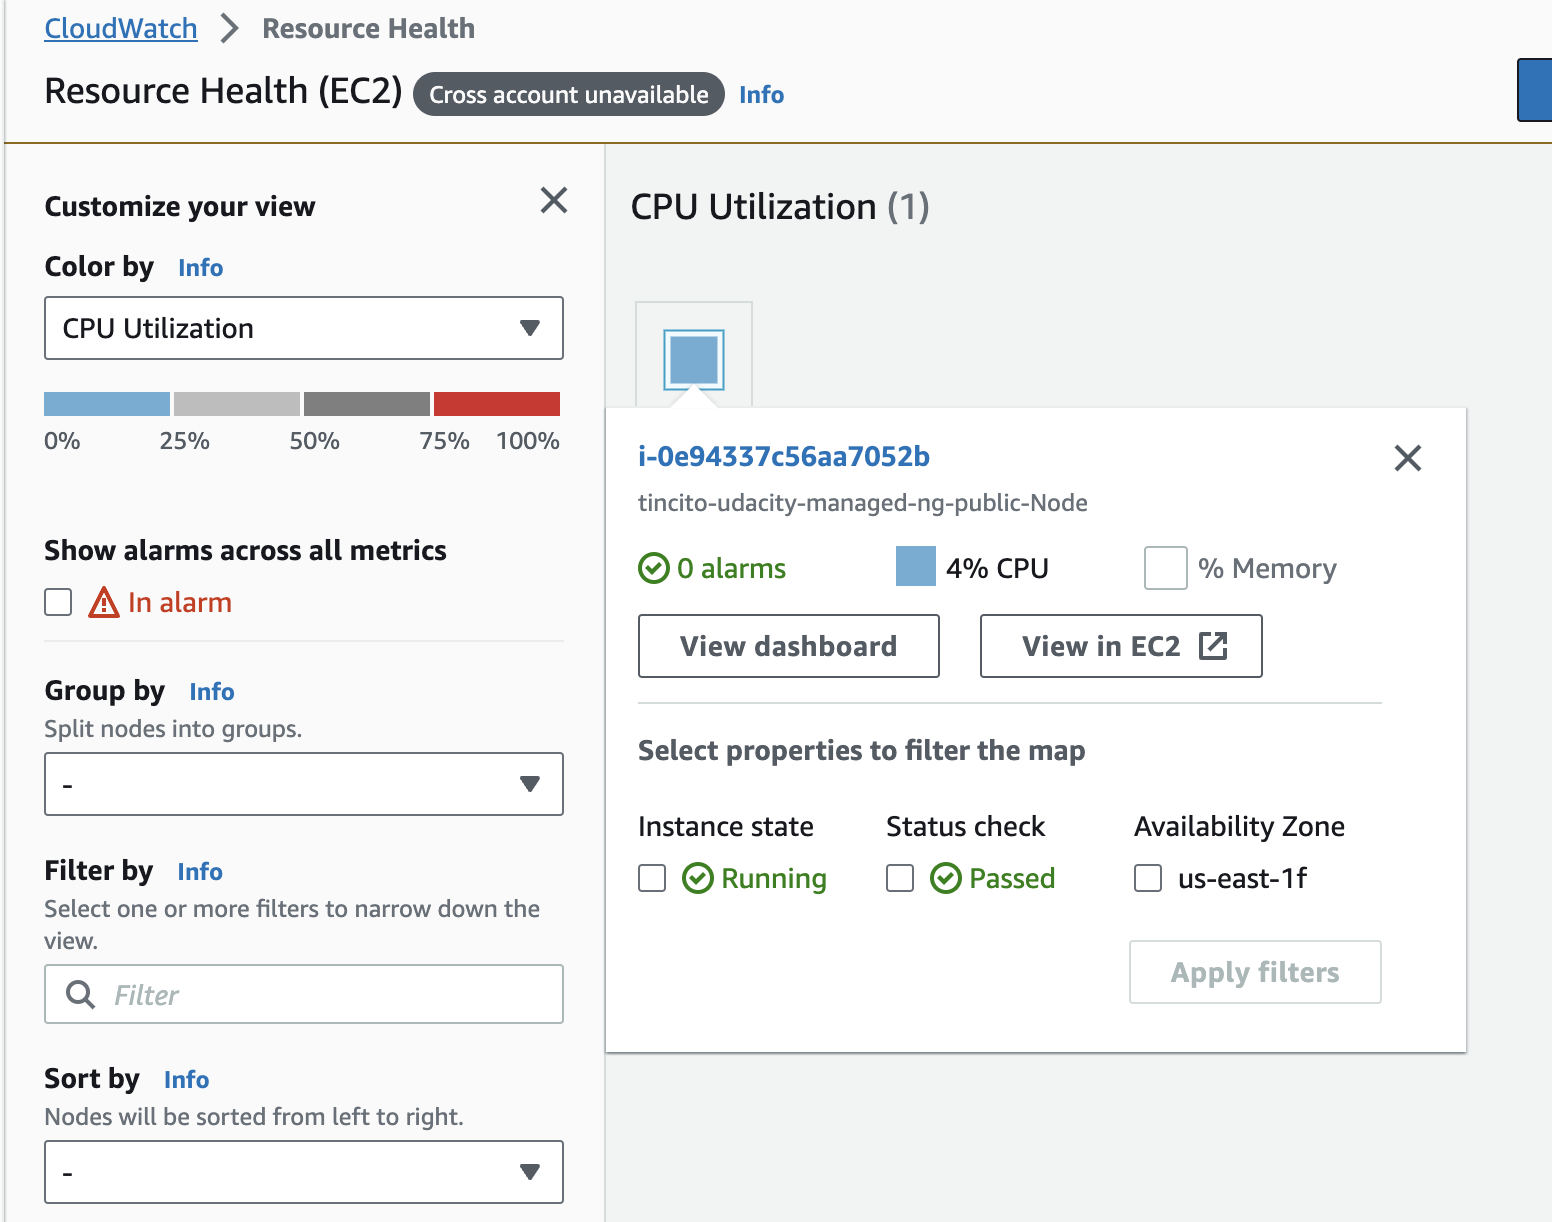 CloudWatch > Resource Health
Resource Health (EC2) Cross account unavailable Info
Customize your view
Color by Info
CPU Utilization
0% 25% 50% 75% 100%
Show alarms across all metrics
In alarm
Group by Info
Split nodes into groups.
-
Filter by Info
Select one or more filters to narrow down the
view.
Filter
Sort by Info
Nodes will be sorted from left to right.
-
CPU Utilization (1)
i-0e94337c56aa7052b
tincito-udacity-managed-ng-public-Node
0 alarms 4% CPU % Memory
View dashboard View in EC2
Select properties to filter the map
Instance state Status check Availability Zone
Running Passed us-east-1f
Apply filters